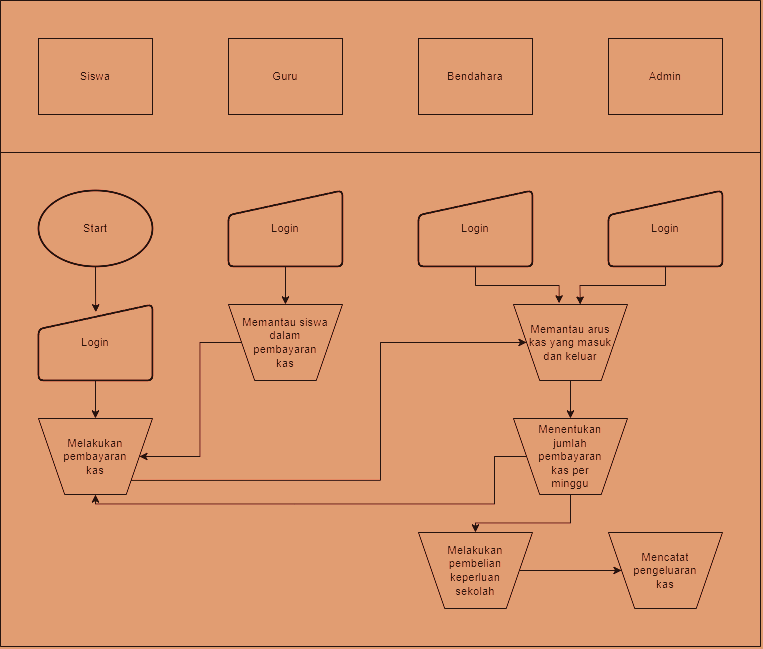 Siswa
Guru
Bendahara
Admin
Start
Login
Login
Login
Login
Memantau siswa
dalam
pembayaran
kas
Memantau arus
kas yang masuk
dan keluar
Melakukan
pembayaran
kas
Menentukan
jumlah
pembayaran
kas per
minggu
Melakukan
pembelian
keperluan
sekolah
Mencatat
pengeluaran
kas